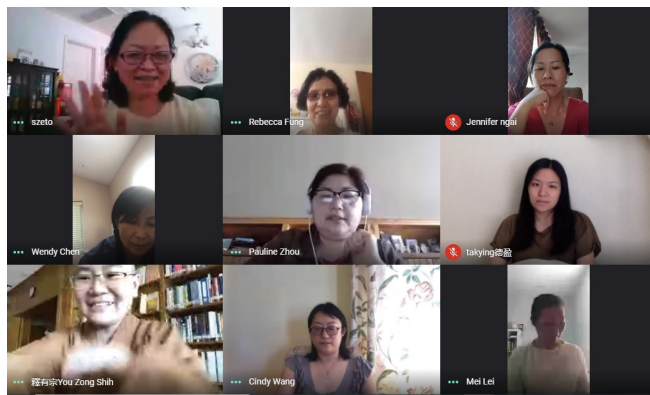 szeto
Rebecca Fung
Jennifer ngai
Wendy Chen
Pauline Zhou
takying德盈
釋有宗You Zong Shih
Cindy Wang
Mei Lei